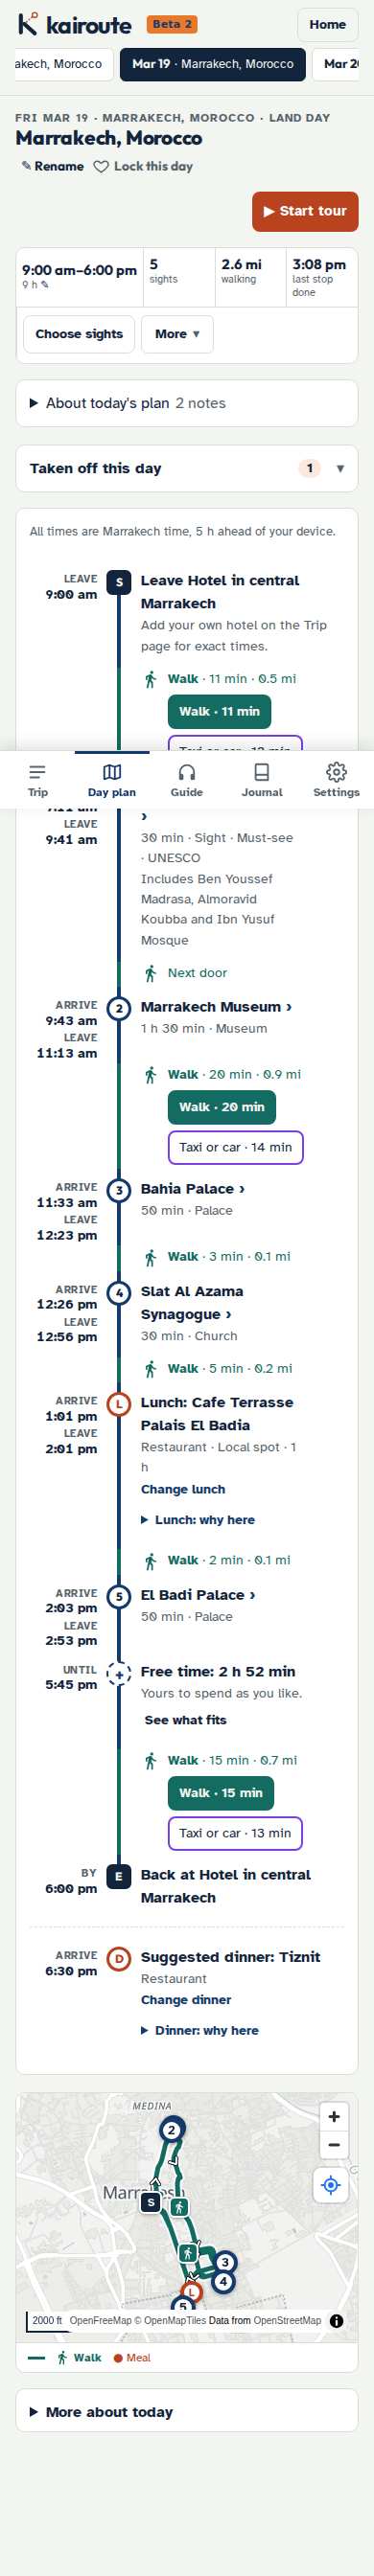 kairoute Beta 2 Home
akech, Morocco Mar 19 · Marrakech, Morocco Mar 20
FRI MAR 19 · MARRAKECH, MOROCCO · LAND DAY
Marrakech, Morocco
✎ Rename Lock this day
▶ Start tour
9:00 am–6:00 pm
9 h ✎
5
sights
2.6 mi
walking
3:08 pm
last stop
done
Choose sights More ▾
▶ About today's plan 2 notes
Taken off this day 1 ▾
All times are Marrakech time, 5 h ahead of your device.
LEAVE
9:00 am
S
Leave Hotel in central
Marrakech
Add your own hotel on the Trip
page for exact times.
Walk · 11 min · 0.5 mi
Walk · 11 min
Trip Day plan Guide Journal Settings
LEAVE
9:41 am
›
30 min · Sight · Must-see
· UNESCO
Includes Ben Youssef
Madrasa, Almoravid
Koubba and Ibn Yusuf
Mosque
Next door
ARRIVE
9:43 am
LEAVE
11:13 am
2
Marrakech Museum ›
1 h 30 min · Museum
Walk · 20 min · 0.9 mi
Walk · 20 min
Taxi or car · 14 min
ARRIVE
11:33 am
LEAVE
12:23 pm
3
Bahia Palace ›
50 min · Palace
Walk · 3 min · 0.1 mi
ARRIVE
12:26 pm
LEAVE
12:56 pm
4
Slat Al Azama
Synagogue ›
30 min · Church
Walk · 5 min · 0.2 mi
ARRIVE
1:01 pm
LEAVE
2:01 pm
L
Lunch: Cafe Terrasse
Palais El Badia
Restaurant · Local spot · 1
h
Change lunch
▶ Lunch: why here
Walk · 2 min · 0.1 mi
ARRIVE
2:03 pm
LEAVE
2:53 pm
5
El Badi Palace ›
50 min · Palace
UNTIL
5:45 pm
+
Free time: 2 h 52 min
Yours to spend as you like.
See what fits
Walk · 15 min · 0.7 mi
Walk · 15 min
Taxi or car · 13 min
BY
6:00 pm
E
Back at Hotel in central
Marrakech
ARRIVE
6:30 pm
D
Suggested dinner: Tiznit
Restaurant
Change dinner
▶ Dinner: why here
MEDINA
2
S
3
4
L
5
+
−
2000 ft OpenFreeMap © OpenMapTiles Data from OpenStreetMap
Walk Meal
▶ More about today